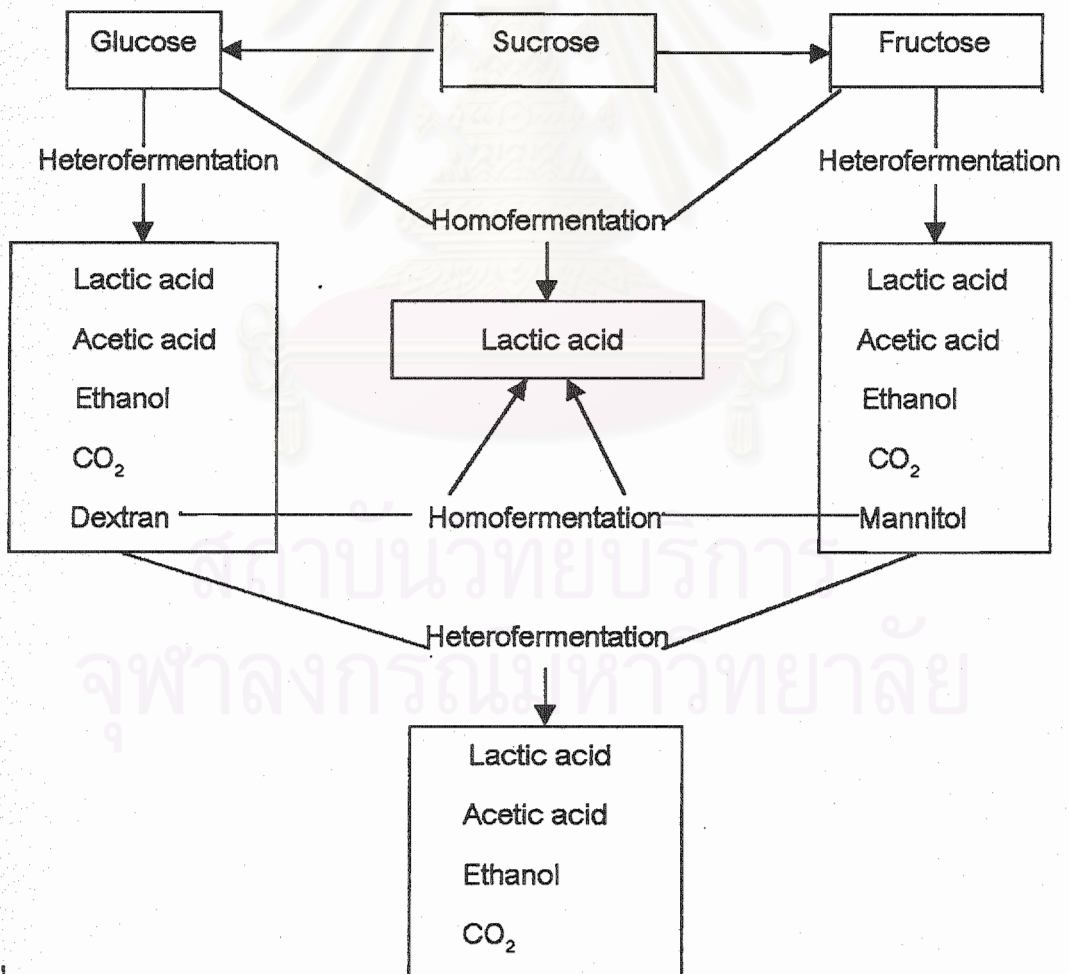 Glucose
Sucrose
Fructose
Heterofermentation
Heterofermentation
Homofermentation
Lactic acid
Acetic acid
Ethanol
CO₂
Dextran
Lactic acid
Lactic acid
Acetic acid
Ethanol
CO₂
Mannitol
Homofermentation
Heterofermentation
Lactic acid
Acetic acid
Ethanol
CO₂
สถาบันวิทยบริการ
จุฬาลงกรณ์มหาวิทยาลัย